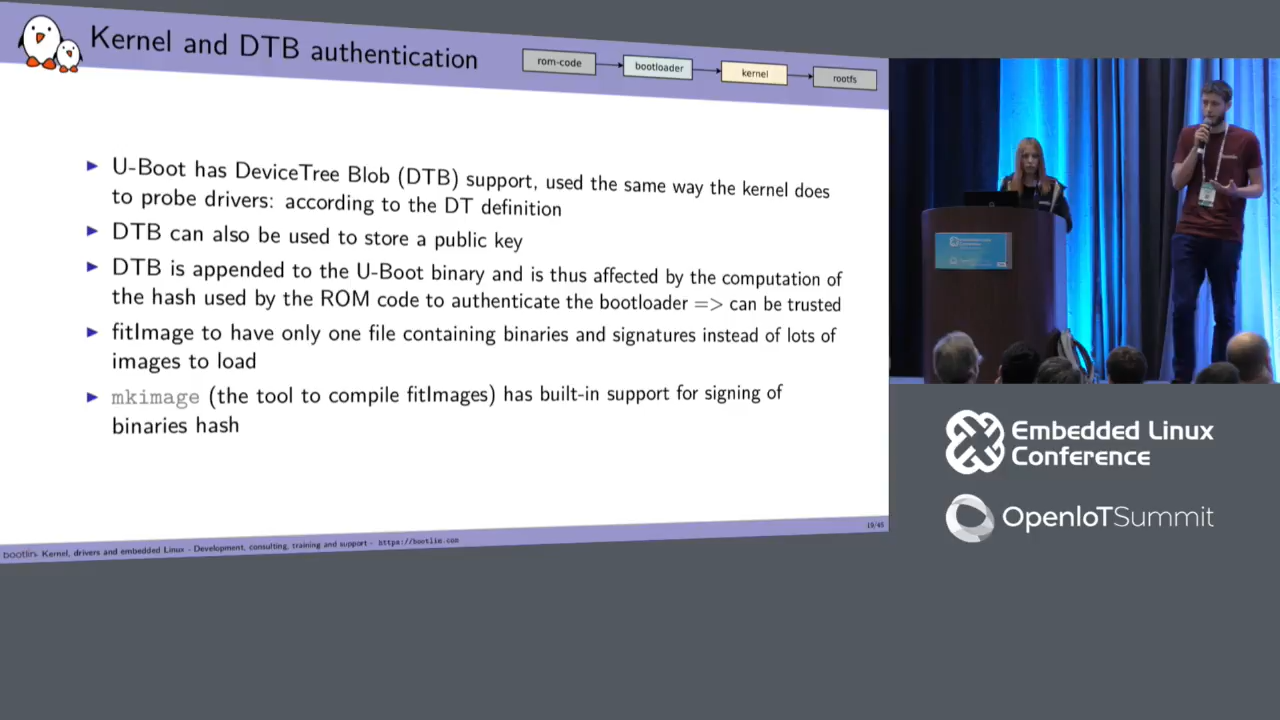 Kernel and DTB authentication
rom-code
bootloader
kernel
rootfs
U-Boot has DeviceTree Blob (DTB) support, used the same way the kernel does
to probe drivers: according to the DT definition
DTB can also be used to store a public key
DTB is appended to the U-Boot binary and is thus affected by the computation of
the hash used by the ROM code to authenticate the bootloader => can be trusted
fitImage to have only one file containing binaries and signatures instead of lots of
images to load
mkimage (the tool to compile fitImages) has built-in support for signing of
binaries hash
bootlin- Kernel, drivers and embedded Linux - Development, consulting, training and support - https://bootlin.com
19/45
Embedded Linux
Conference
OpenIoTSummit